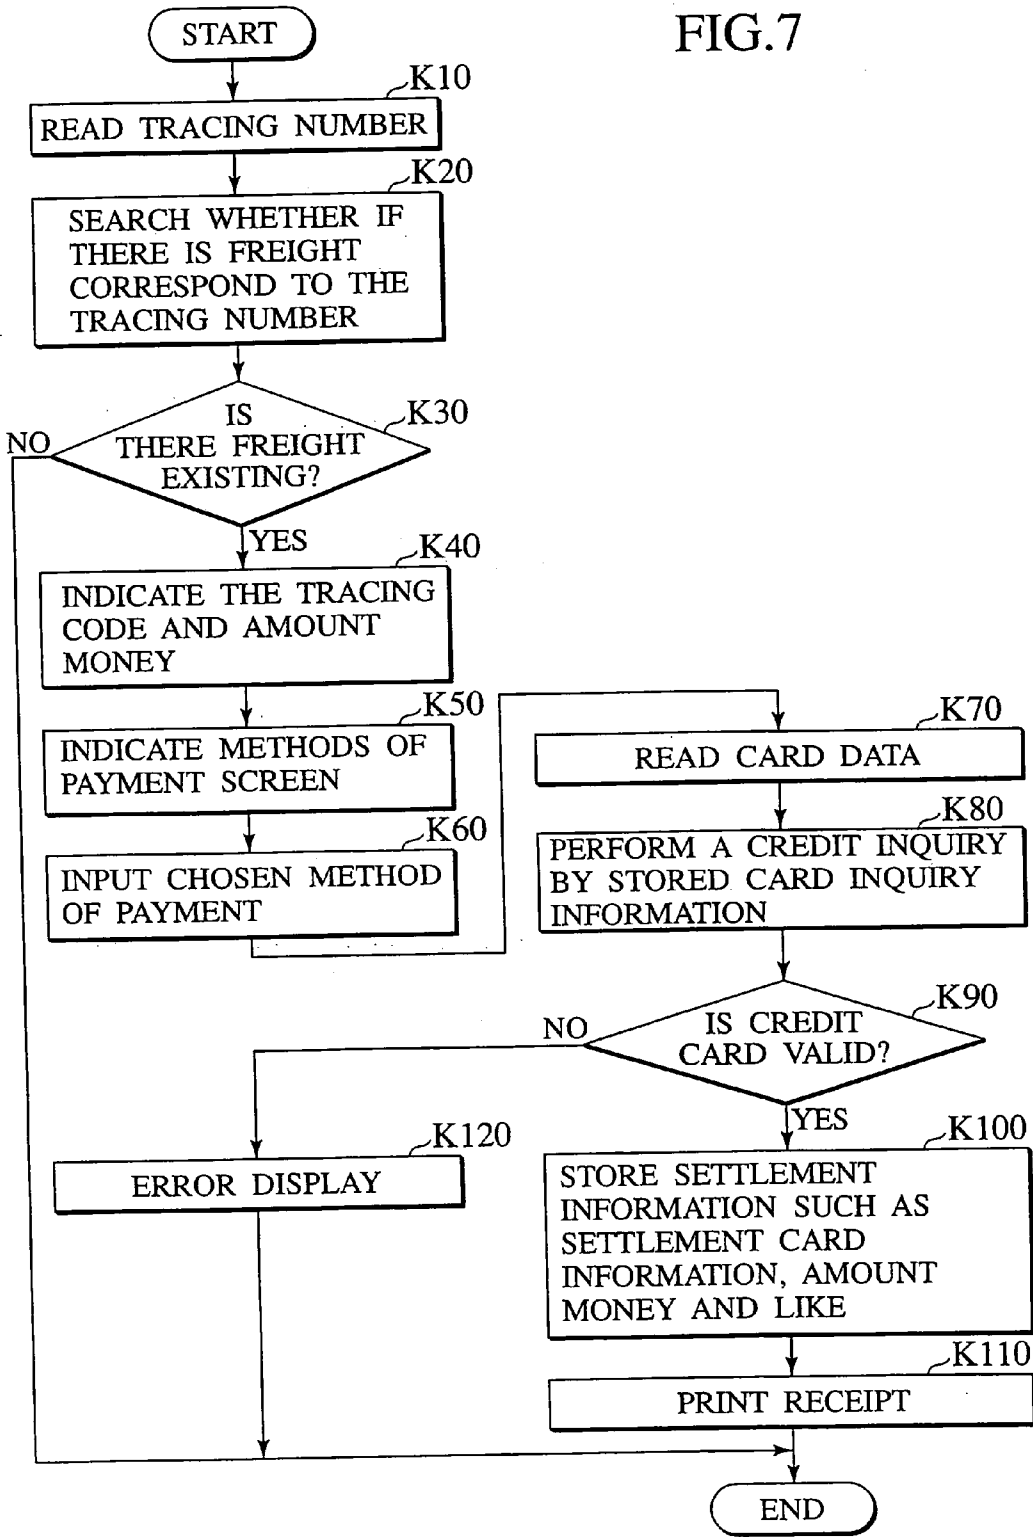 FIG.7
START
K10
READ TRACING NUMBER
K20
SEARCH WHETHER IF
THERE IS FREIGHT
CORRESPOND TO THE
TRACING NUMBER
K30
IS
THERE FREIGHT
EXISTING?
NO
YES
K40
INDICATE THE TRACING
CODE AND AMOUNT
MONEY
K50
INDICATE METHODS OF
PAYMENT SCREEN
K60
INPUT CHOSEN METHOD
OF PAYMENT
K70
READ CARD DATA
K80
PERFORM A CREDIT INQUIRY
BY STORED CARD INQUIRY
INFORMATION
K90
IS CREDIT
CARD VALID?
NO
YES
K120
ERROR DISPLAY
K100
STORE SETTLEMENT
INFORMATION SUCH AS
SETTLEMENT CARD
INFORMATION, AMOUNT
MONEY AND LIKE
K110
PRINT RECEIPT
END